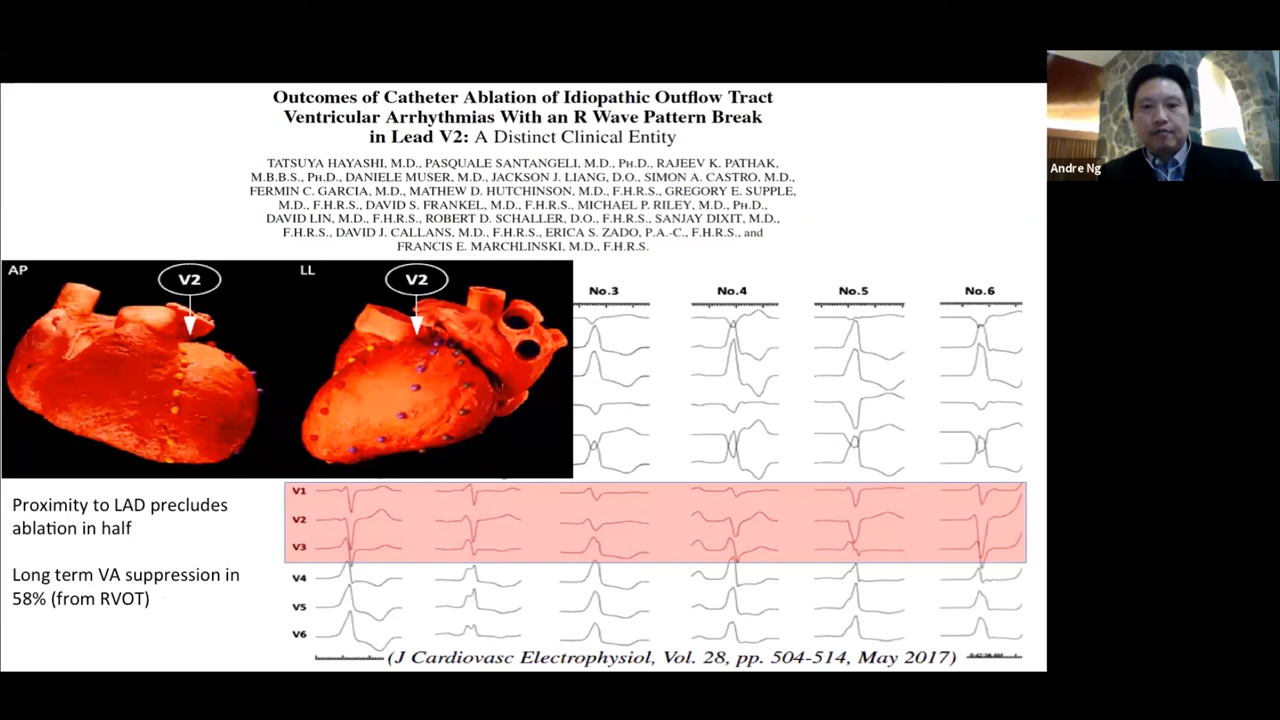 Outcomes of Catheter Ablation of Idiopathic Outflow Tract
Ventricular Arrhythmias With an R Wave Pattern Break
in Lead V2: A Distinct Clinical Entity
TATSUYA HAYASHI, M.D., PASQUALE SANTANGELI, M.D., PH.D., RAJEEV K. PATHAK,
M.B.B.S., PH.D., DANIELE MUSER, M.D., JACKSON J. LIANG, D.O., SIMON A. CASTRO, M.D.,
FERMIN C. GARCIA, M.D., MATHEW D. HUTCHINSON, M.D., F.H.R.S., GREGORY E. SUPPLE,
M.D., F.H.R.S., DAVID S. FRANKEL, M.D., F.H.R.S., MICHAEL P. RILEY, M.D., PH.D.,
DAVID LIN, M.D., F.H.R.S., ROBERT D. SCHALLER, D.O., F.H.R.S., SANJAY DIXIT, M.D.,
F.H.R.S., DAVID J. CALLANS, M.D., F.H.R.S., ERICA S. ZADO, P.A.-C., F.H.R.S., and
FRANCIS E. MARCHLINSKI, M.D., F.H.R.S.
Andre Ng
AP
V2
LL
V2
No.3
No.4
No.5
No.6
V1
V2
V3
V4
V5
V6
Proximity to LAD precludes
ablation in half
Long term VA suppression in
58% (from RVOT)
(J Cardiovasc Electrophysiol, Vol. 28, pp. 504-514, May 2017)